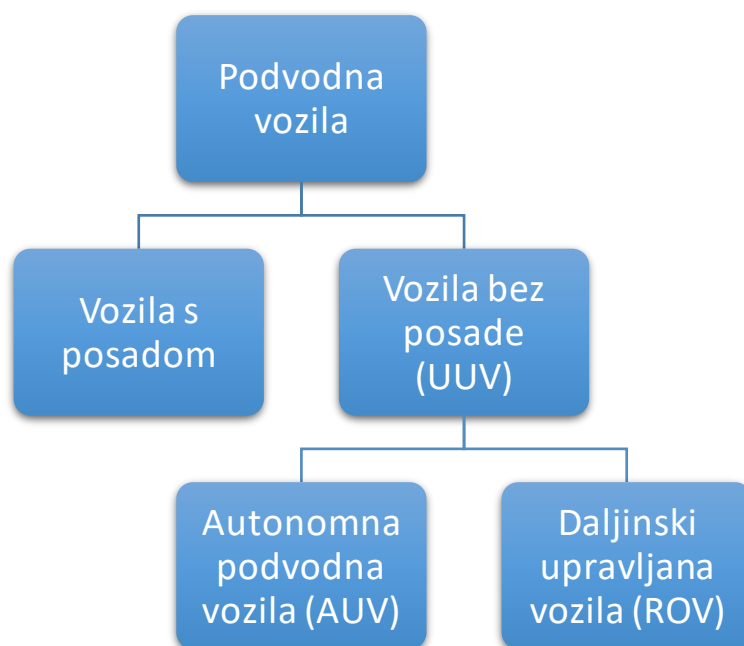 Podvodna
vozila
Vozila s
posadom
Vozila bez
posade
(UUV)
Autonomna
podvodna
vozila (AUV)
Daljinski
upravljana
vozila (ROV)